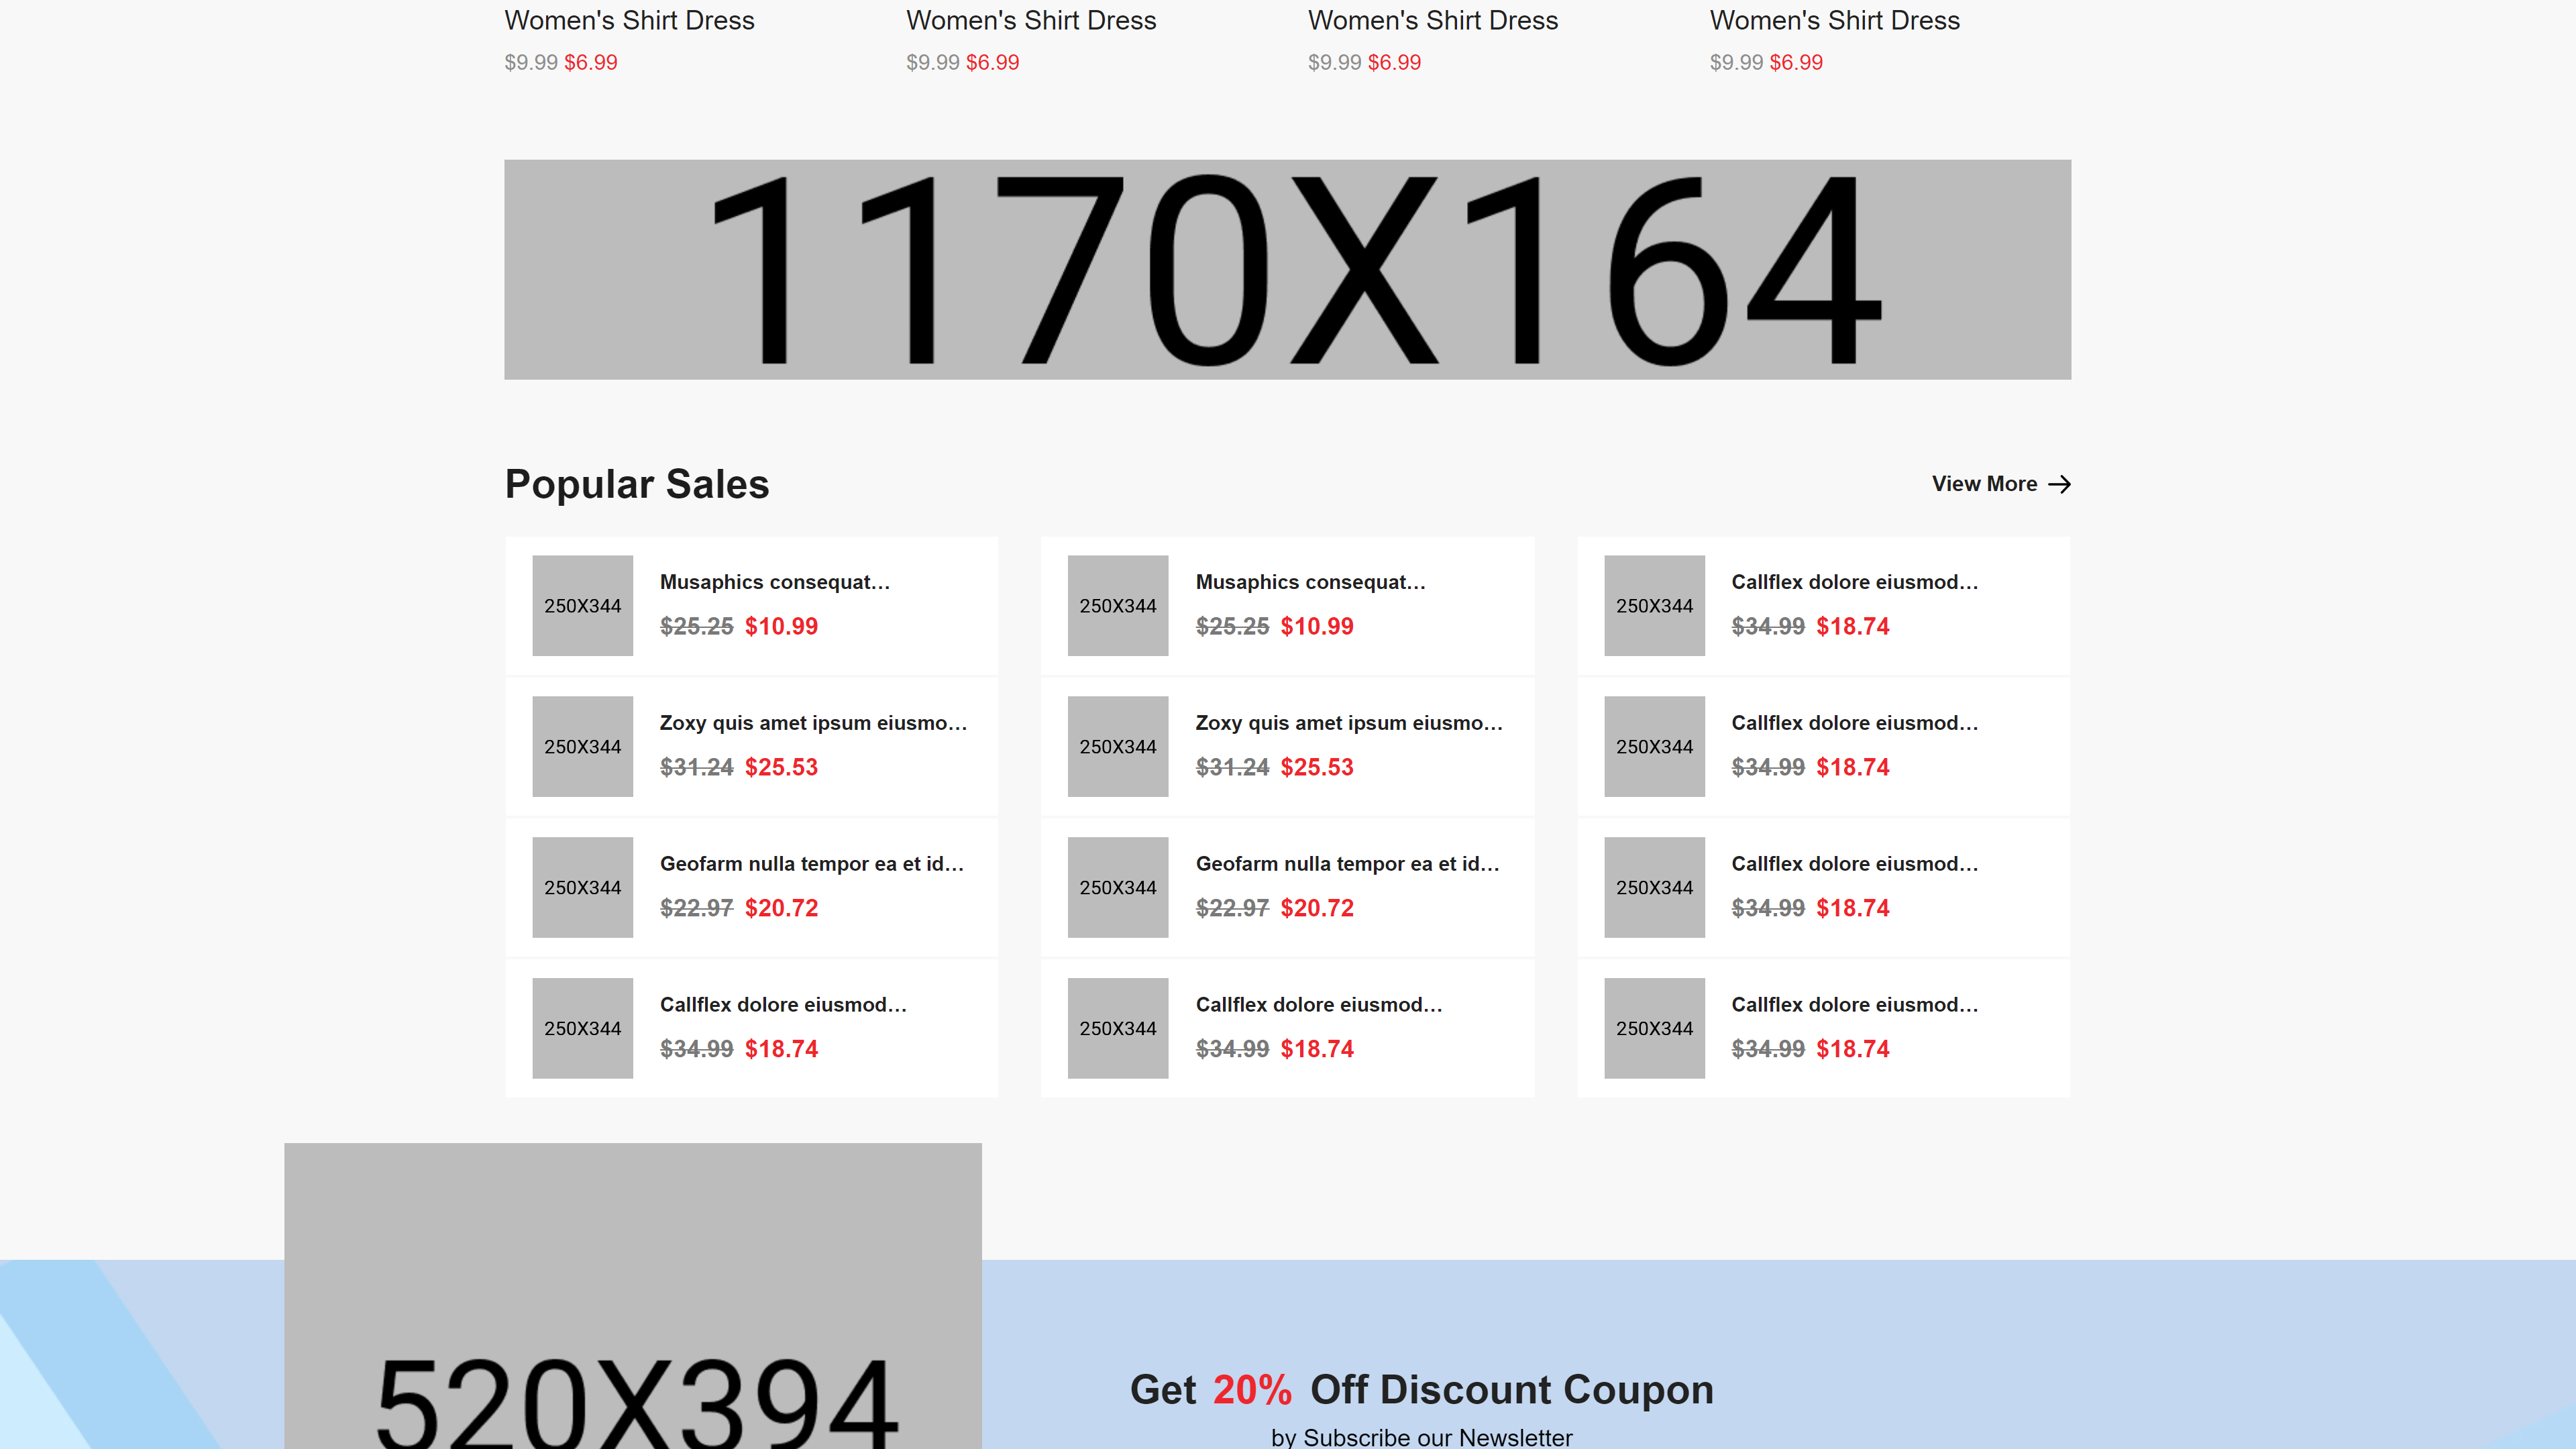 Women's Shirt Dress
$9.99 $6.99
Women's Shirt Dress
$9.99 $6.99
Women's Shirt Dress
$9.99 $6.99
Women's Shirt Dress
$9.99 $6.99
1170X164
Popular Sales
View More
250X344
Musaphics consequat…
$25.25 $10.99
250X344
Zoxy quis amet ipsum eiusmo…
$31.24 $25.53
250X344
Geofarm nulla tempor ea et id…
$22.97 $20.72
250X344
Callflex dolore eiusmod…
$34.99 $18.74
250X344
Musaphics consequat…
$25.25 $10.99
250X344
Zoxy quis amet ipsum eiusmo…
$31.24 $25.53
250X344
Geofarm nulla tempor ea et id…
$22.97 $20.72
250X344
Callflex dolore eiusmod…
$34.99 $18.74
250X344
Callflex dolore eiusmod…
$34.99 $18.74
250X344
Callflex dolore eiusmod…
$34.99 $18.74
250X344
Callflex dolore eiusmod…
$34.99 $18.74
250X344
Callflex dolore eiusmod…
$34.99 $18.74
520X394
Get 20% Off Discount Coupon
by Subscribe our Newsletter